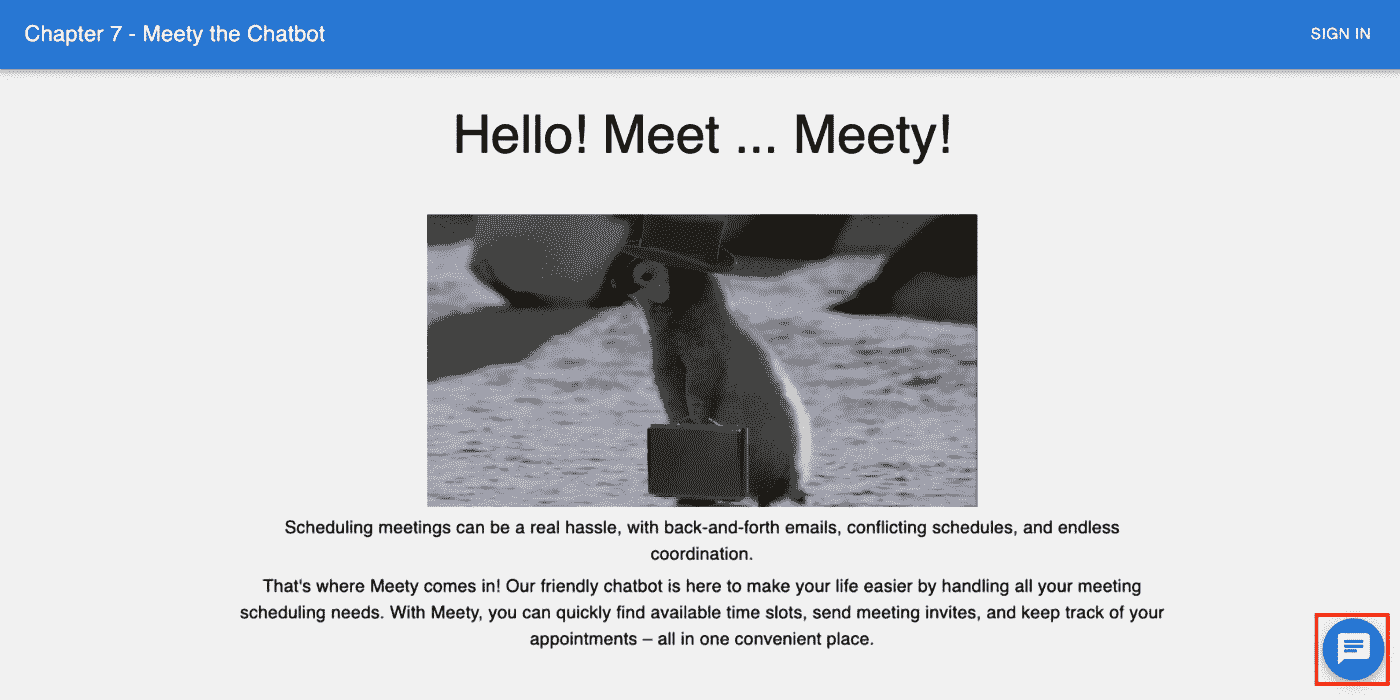 Chapter 7 - Meety the Chatbot
SIGN IN
Hello! Meet ... Meety!
Scheduling meetings can be a real hassle, with back-and-forth emails, conflicting schedules, and endless
coordination.
That's where Meety comes in! Our friendly chatbot is here to make your life easier by handling all your meeting
scheduling needs. With Meety, you can quickly find available time slots, send meeting invites, and keep track of your
appointments – all in one convenient place.